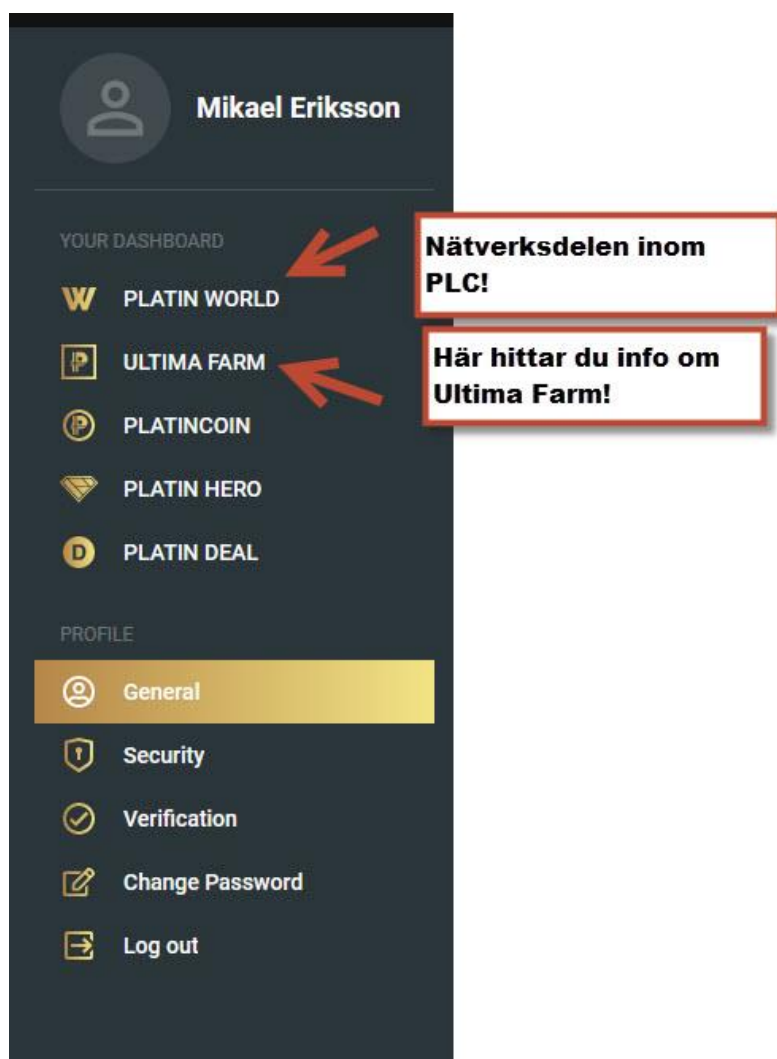 Mikael Eriksson
YOUR DASHBOARD
PLATIN WORLD
ULTIMA FARM
PLATINCOIN
PLATIN HERO
PLATIN DEAL
PROFILE
General
Security
Verification
Change Password
Log out
Nätverksdelen inom
PLC!
Här hittar du info om
Ultima Farm!